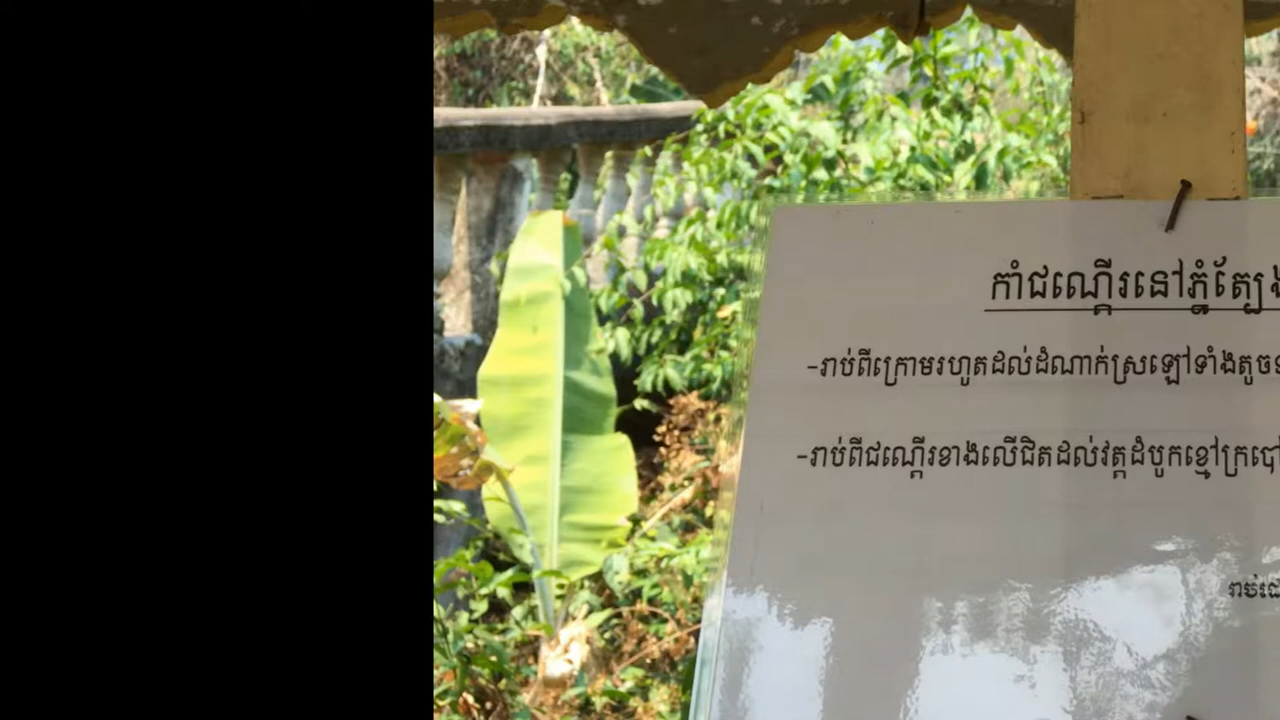 កាំជណ្ដើរនៅភ្នំត្បែង
-រាប់ពីក្រោមរហូតដល់ដំណាក់ស្រឡៅទាំងតូច
-រាប់ពីជណ្ដើរខាងលើជិតដល់វត្តដំបូកខ្មៅក្របៅ